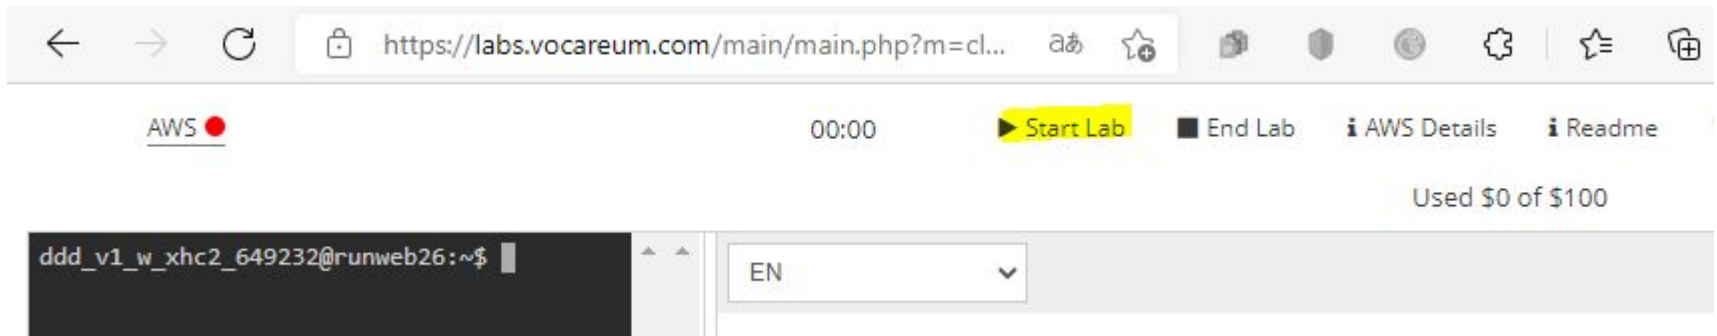 https://labs.vocareum.com/main/main.php?m=cl... aあ
AWS 00:00 Start Lab End Lab i AWS Details i Readme
Used $0 of $100
ddd_v1_w_xhc2_649232@runweb26:~$
EN